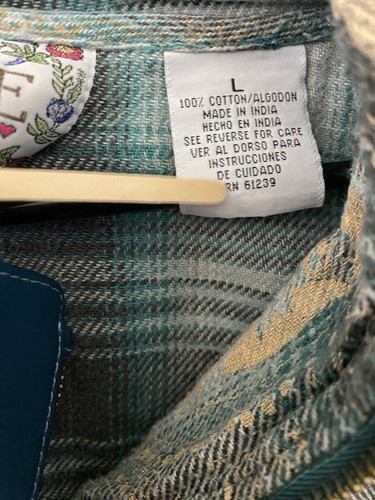 L
100% COTTON/ALGODON
MADE IN INDIA
HECHO EN INDIA
SEE REVERSE FOR CARE
VER AL DORSO PARA
INSTRUCCIONES
DE CUIDADO
RN 61239